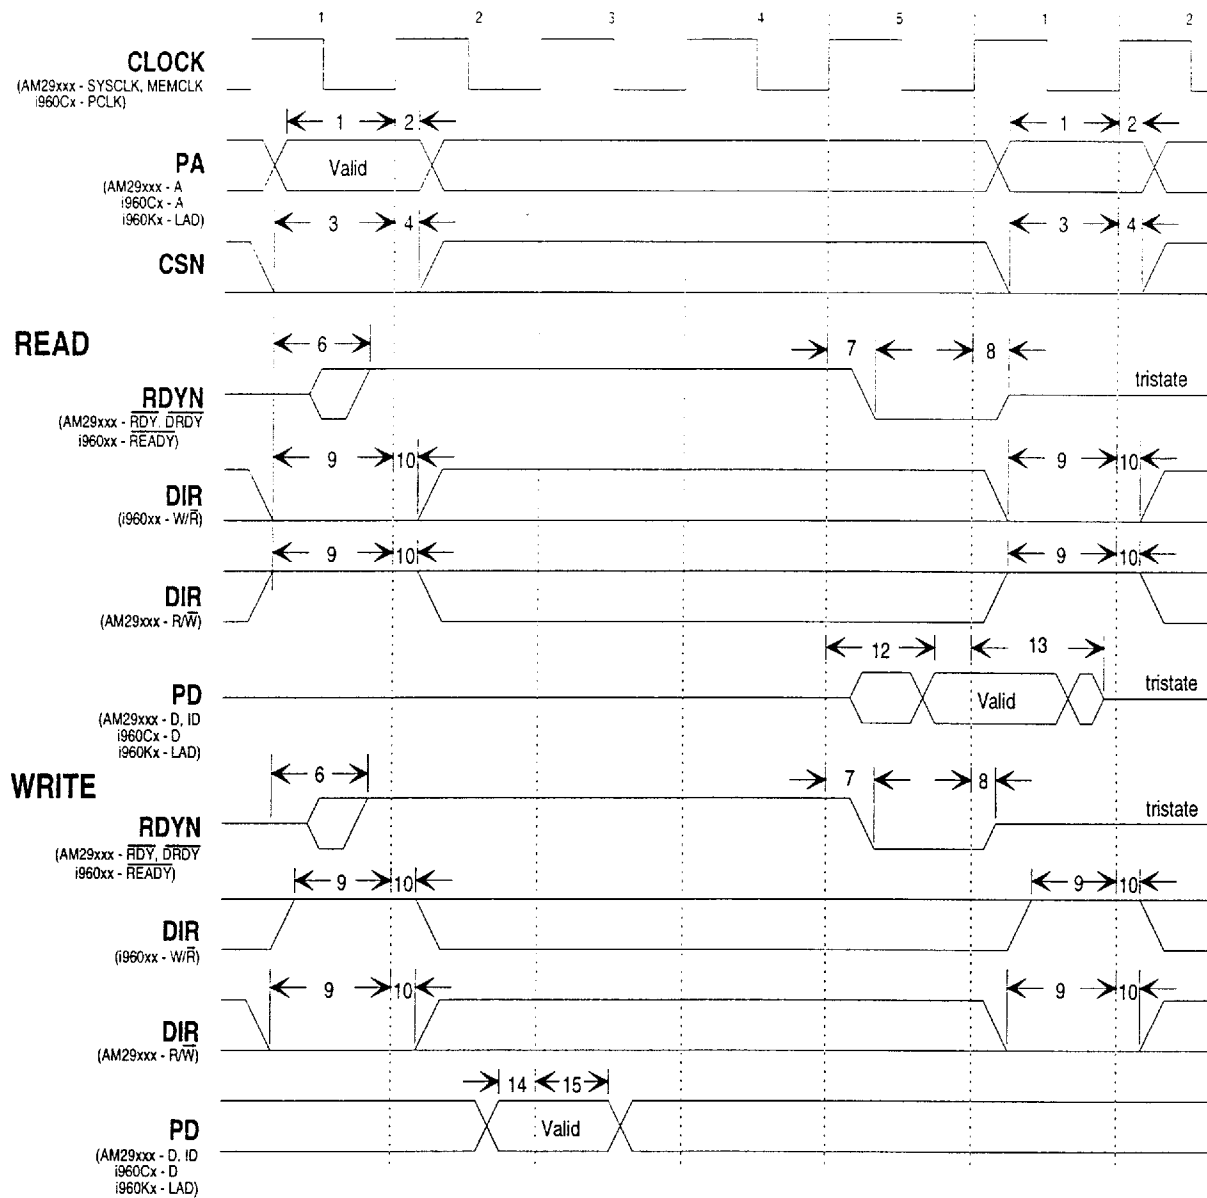 1 2 3 4 5 1 2
CLOCK
(AM29xxx - SYSCLK, MEMCLK
i960Cx - PCLK)
1 2 1 2
PA Valid
(AM29xxx - A
i960Cx - A
i960Kx - LAD)
3 4 3 4
CSN
READ
6 7 8
RDYN tristate
(AM29xxx - RDY, DRDY
i960xx - READY)
9 10 9 10
DIR
(i960xx - W/R)
9 10 9 10
DIR
(AM29xxx - R/W)
12 13
PD Valid tristate
(AM29xxx - D, ID
i960Cx - D
i960Kx - LAD)
WRITE
6 7 8
RDYN tristate
(AM29xxx - RDY, DRDY
i960xx - READY)
9 10 9 10
DIR
(i960xx - W/R)
9 10 9 10
DIR
(AM29xxx - R/W)
14 15
PD Valid
(AM29xxx - D, ID
i960Cx - D
i960Kx - LAD)